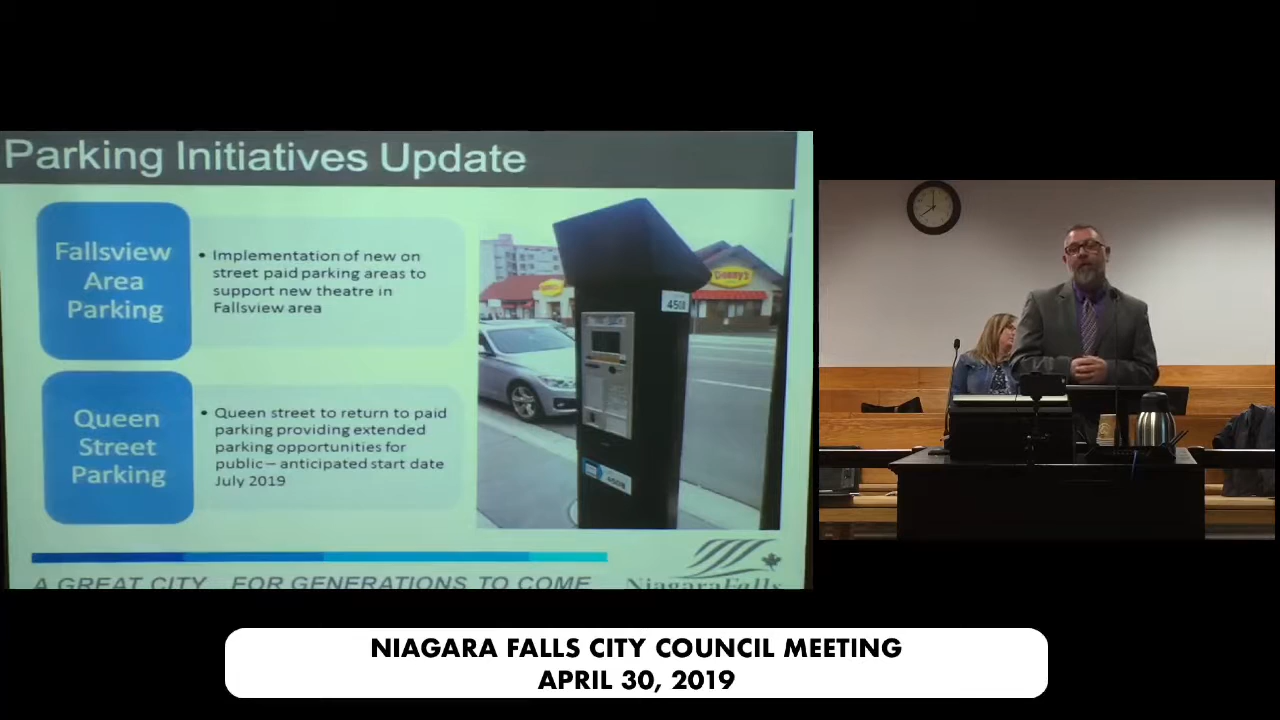 Parking Initiatives Update
Fallsview
Area
Parking
• Implementation of new on
street paid parking areas to
support new theatre in
Fallsview area
Queen
Street
Parking
• Queen street to return to paid
parking providing extended
parking opportunities for
public – anticipated start date
July 2019
Denny's
4508
A GREAT CITY... FOR GENERATIONS TO COME
NiagaraFalls
NIAGARA FALLS CITY COUNCIL MEETING
APRIL 30, 2019